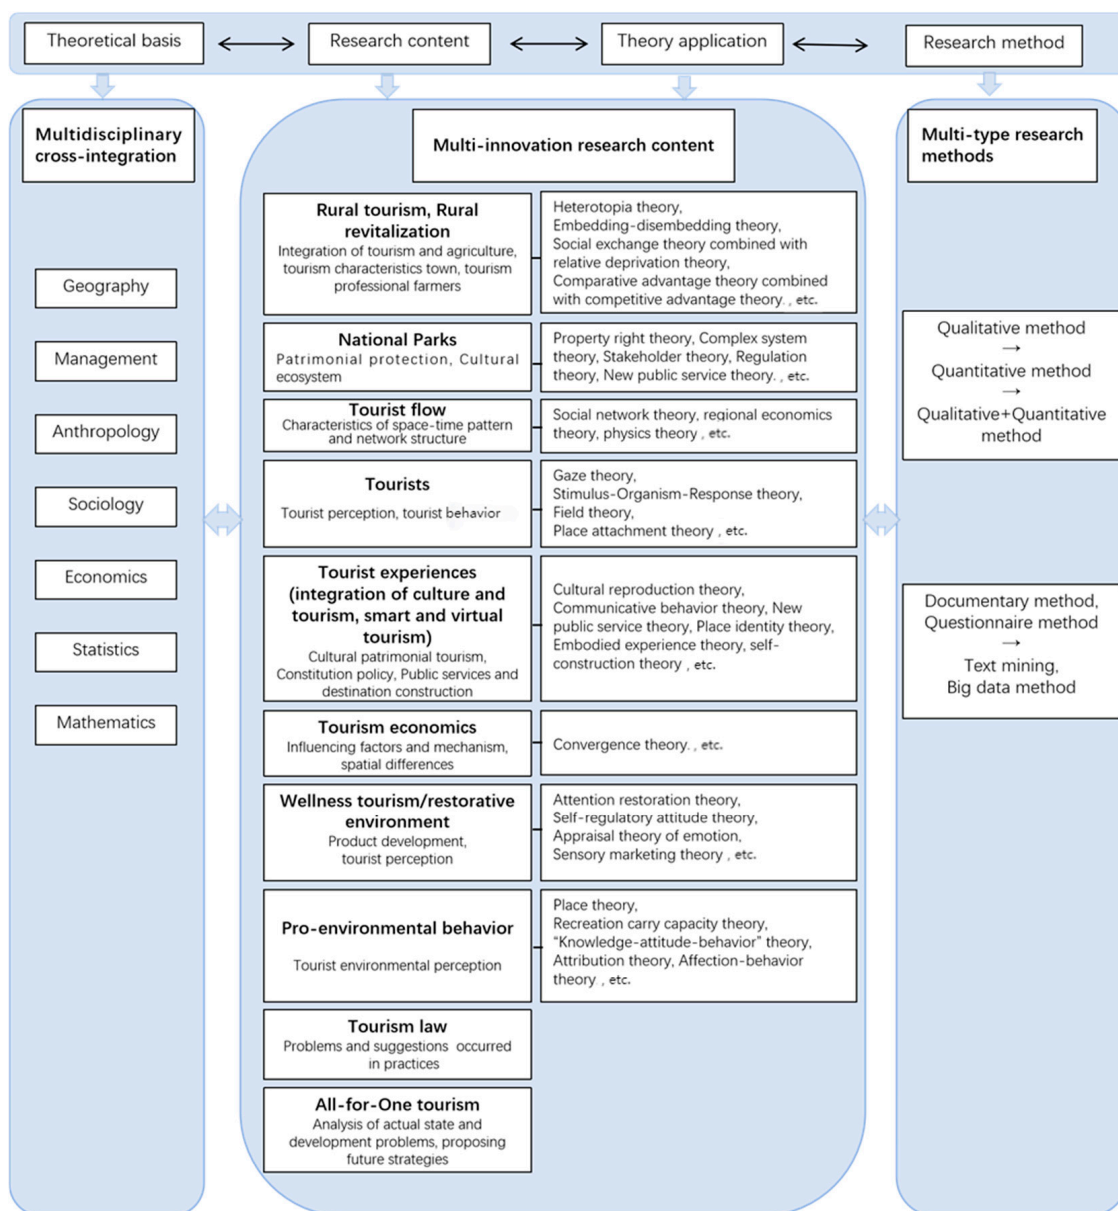 Theoretical basis
Research content
Theory application
Research method
Multidisciplinary
cross-integration
Geography
Management
Anthropology
Sociology
Economics
Statistics
Mathematics
Multi-innovation research content
Rural tourism, Rural
revitalization
Integration of tourism and agriculture,
tourism characteristics town, tourism
professional farmers
Heterotopia theory,
Embedding-disembedding theory,
Social exchange theory combined with
relative deprivation theory,
Comparative advantage theory combined
with competitive advantage theory. , etc.
National Parks
Patrimonial protection, Cultural
ecosystem
Property right theory, Complex system
theory, Stakeholder theory, Regulation
theory, New public service theory. , etc.
Tourist flow
Characteristics of space-time pattern
and network structure
Social network theory, regional economics
theory, physics theory , etc.
Tourists
Tourist perception, tourist behavior
Gaze theory,
Stimulus-Organism-Response theory,
Field theory,
Place attachment theory , etc.
Tourist experiences
(integration of culture and
tourism, smart and virtual
tourism)
Cultural patrimonial tourism,
Constitution policy, Public services and
destination construction
Cultural reproduction theory,
Communicative behavior theory, New
public service theory, Place identity theory,
Embodied experience theory, self-
construction theory , etc.
Tourism economics
Influencing factors and mechanism,
spatial differences
Convergence theory. , etc.
Wellness tourism/restorative
environment
Product development,
tourist perception
Attention restoration theory,
Self-regulatory attitude theory,
Appraisal theory of emotion,
Sensory marketing theory , etc.
Pro-environmental behavior
Tourist environmental perception
Place theory,
Recreation carry capacity theory,
“Knowledge-attitude-behavior” theory,
Attribution theory, Affection-behavior
theory , etc.
Tourism law
Problems and suggestions occurred
in practices
All-for-One tourism
Analysis of actual state and
development problems, proposing
future strategies
Multi-type research
methods
Qualitative method
→
Quantitative method
→
Qualitative+Quantitative
method
Documentary method,
Questionnaire method
→
Text mining,
Big data method